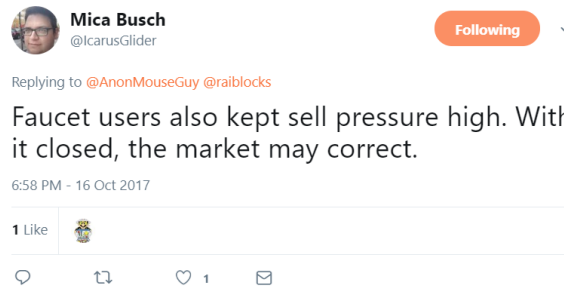 Mica Busch
@IcarusGlider
Following
Replying to @AnonMouseGuy @raiblocks
Faucet users also kept sell pressure high. With
it closed, the market may correct.
6:58 PM - 16 Oct 2017
1 Like
1